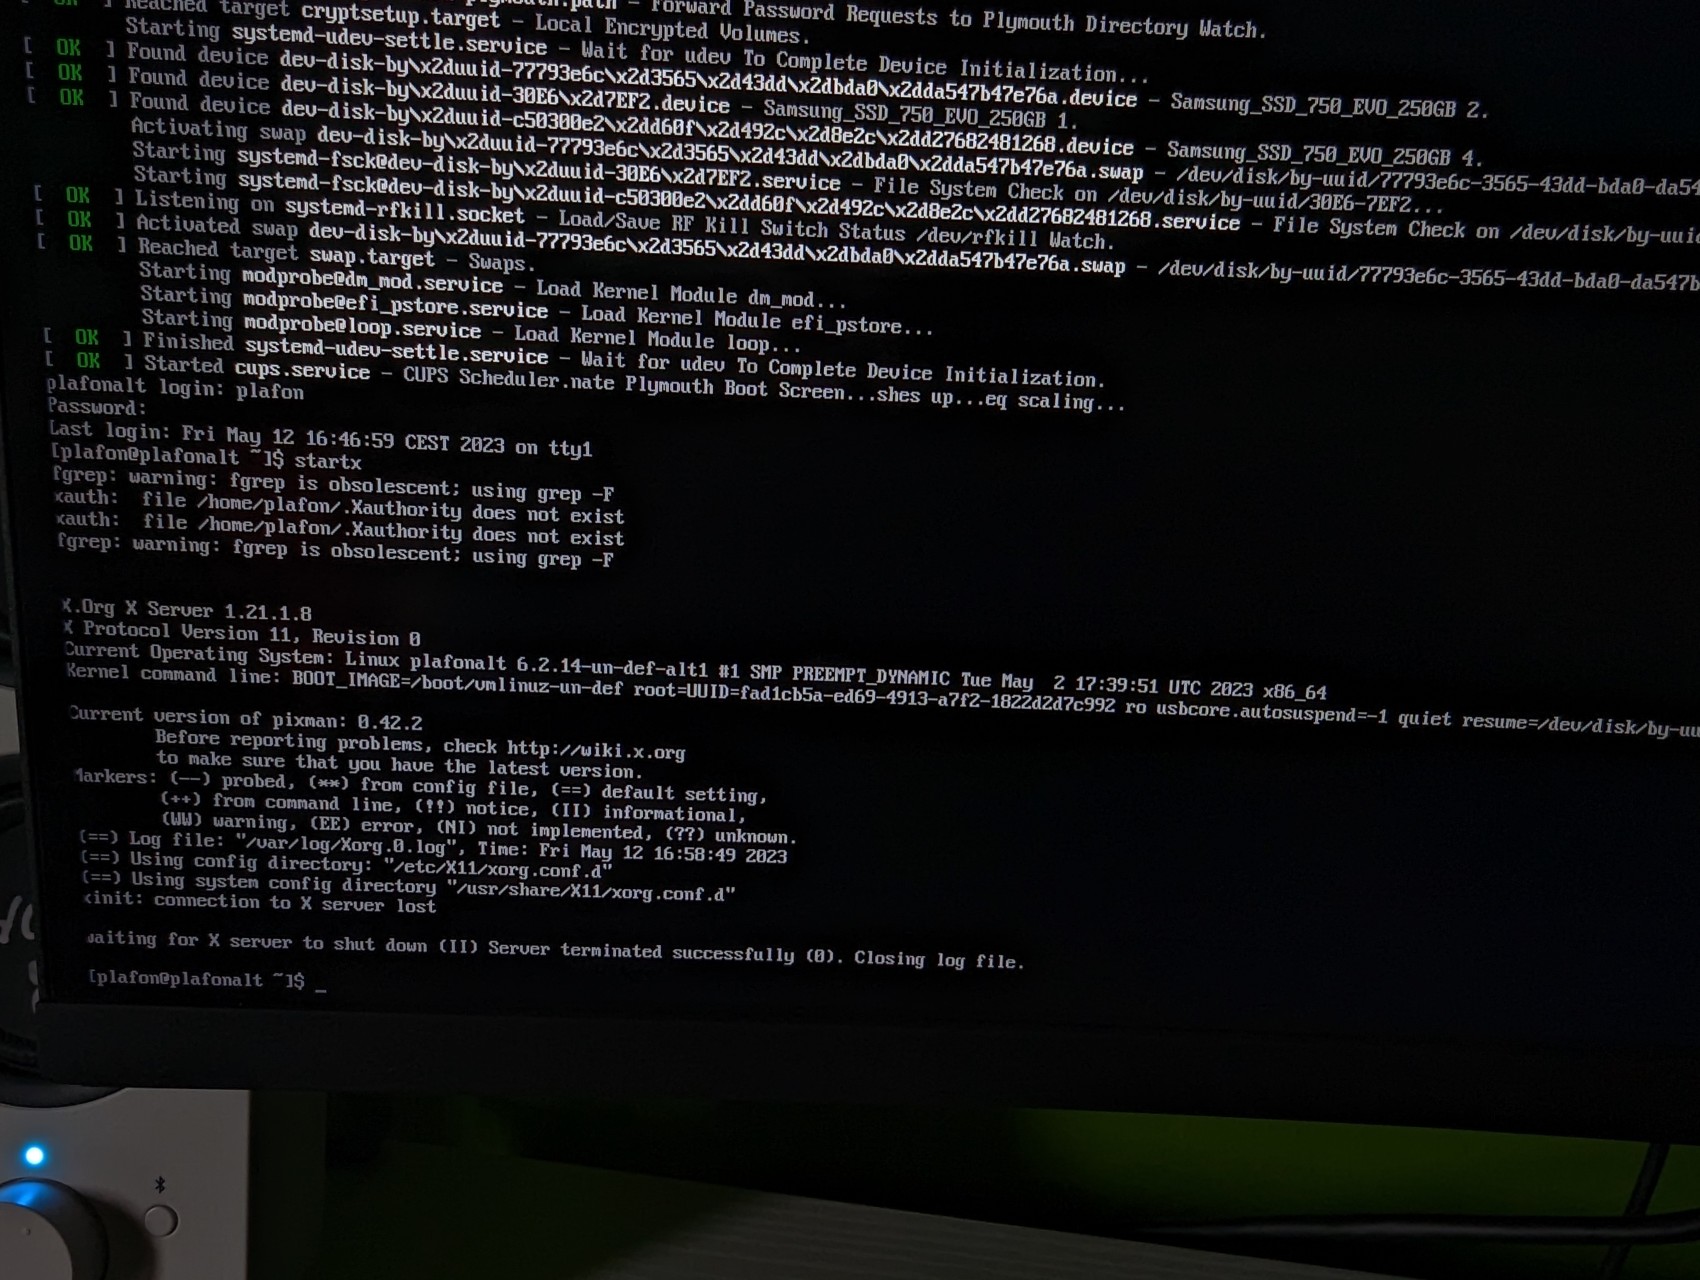 OK ] Reached target cryptsetup.target - Local Encrypted Volumes.
plymouth.path - Forward Password Requests to Plymouth Directory Watch.
Starting systemd-udev-settle.service - Wait for udev To Complete Device Initialization...
[ OK ] Found device dev-disk-by\x2duuid-77793e6c\x2d3565\x2d43dd\x2dbda0\x2dda547b47e76a.device - Samsung_SSD_750_EVO_250GB 2.
[ OK ] Found device dev-disk-by\x2duuid-30E6\x2d7EF2.device - Samsung_SSD_750_EVO_250GB 1.
[ OK ] Found device dev-disk-by\x2duuid-c50300e2\x2dd60f\x2d492c\x2d8e2c\x2dd27682481268.device - Samsung_SSD_750_EVO_250GB 4.
Activating swap dev-disk-by\x2duuid-77793e6c\x2d3565\x2d43dd\x2dbda0\x2dda547b47e76a.swap - /dev/disk/by-uuid/77793e6c-3565-43dd-bda0-da54
Starting systemd-fsck@dev-disk-by\x2duuid-30E6\x2d7EF2.service - File System Check on /dev/disk/by-uuid/30E6-7EF2...
Starting systemd-fsck@dev-disk-by\x2duuid-c50300e2\x2dd60f\x2d492c\x2d8e2c\x2dd27682481268.service - File System Check on /dev/disk/by-uuid
[ OK ] Listening on systemd-rfkill.socket - Load/Save RF Kill Switch Status /dev/rfkill Watch.
[ OK ] Activated swap dev-disk-by\x2duuid-77793e6c\x2d3565\x2d43dd\x2dbda0\x2dda547b47e76a.swap - /dev/disk/by-uuid/77793e6c-3565-43dd-bda0-da547b
[ OK ] Reached target swap.target - Swaps.
Starting modprobe@dm_mod.service - Load Kernel Module dm_mod...
Starting modprobe@efi_pstore.service - Load Kernel Module efi_pstore...
Starting modprobe@loop.service - Load Kernel Module loop...
[ OK ] Finished systemd-udev-settle.service - Wait for udev To Complete Device Initialization.
[ OK ] Started cups.service - CUPS Scheduler.nate Plymouth Boot Screen...shes up...eq scaling...
plafonalt login: plafon
Password:
Last login: Fri May 12 16:46:59 CEST 2023 on tty1
[plafon@plafonalt ~]$ startx
fgrep: warning: fgrep is obsolescent; using grep -F
xauth:  file /home/plafon/.Xauthority does not exist
xauth:  file /home/plafon/.Xauthority does not exist
fgrep: warning: fgrep is obsolescent; using grep -F
X.Org X Server 1.21.1.8
X Protocol Version 11, Revision 0
Current Operating System: Linux plafonalt 6.2.14-un-def-alt1 #1 SMP PREEMPT_DYNAMIC Tue May  2 17:39:51 UTC 2023 x86_64
Kernel command line: BOOT_IMAGE=/boot/vmlinuz-un-def root=UUID=fad1cb5a-ed69-4913-a7f2-1822d2d7c992 ro usbcore.autosuspend=-1 quiet resume=/dev/disk/by-uu
Current version of pixman: 0.42.2
Before reporting problems, check http://wiki.x.org
to make sure that you have the latest version.
Markers: (--) probed, (**) from config file, (==) default setting,
(++) from command line, (!!) notice, (II) informational,
(WW) warning, (EE) error, (NI) not implemented, (??) unknown.
(==) Log file: "/var/log/Xorg.0.log", Time: Fri May 12 16:58:49 2023
(==) Using config directory: "/etc/X11/xorg.conf.d"
(==) Using system config directory "/usr/share/X11/xorg.conf.d"
xinit: connection to X server lost
waiting for X server to shut down (II) Server terminated successfully (0). Closing log file.
[plafon@plafonalt ~]$ _